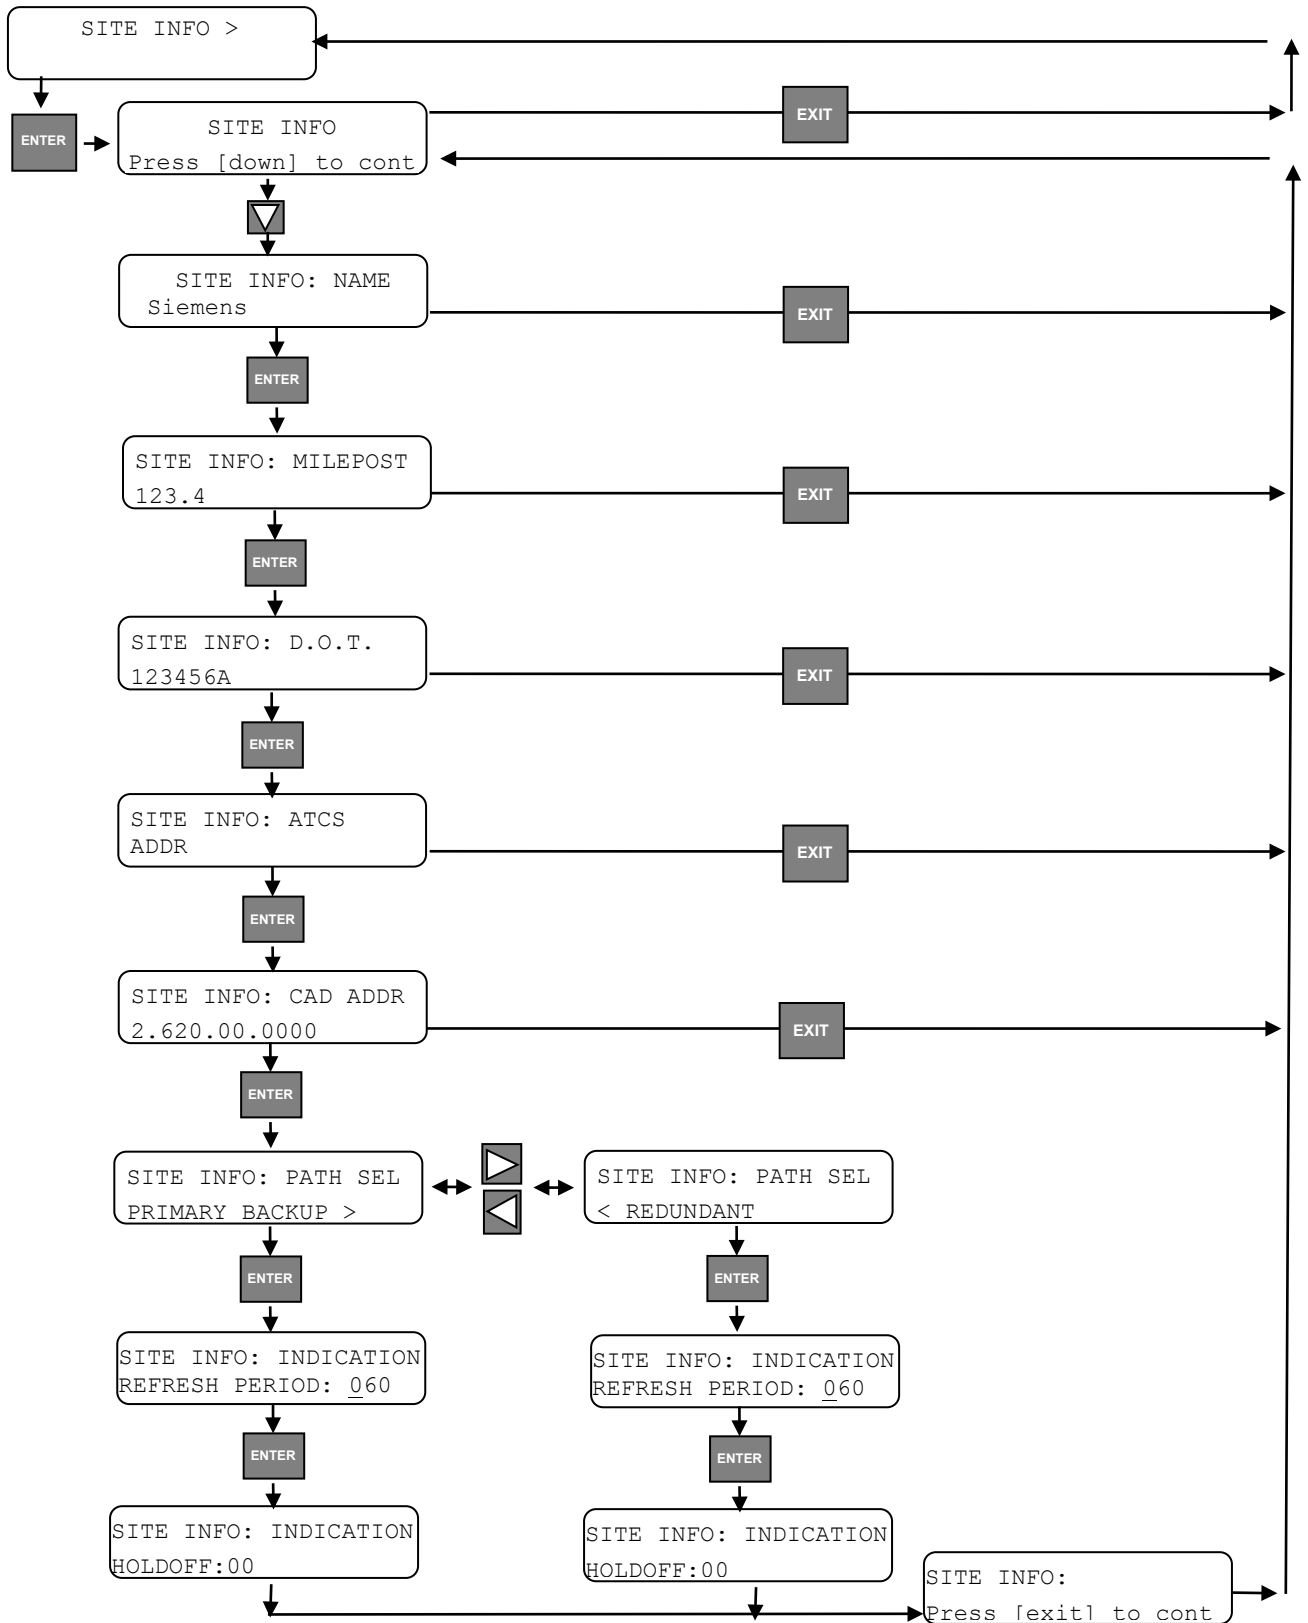 SITE INFO >
ENTER
SITE INFO
Press [down] to cont
EXIT
SITE INFO: NAME
Siemens
EXIT
ENTER
SITE INFO: MILEPOST
123.4
EXIT
ENTER
SITE INFO: D.O.T.
123456A
EXIT
ENTER
SITE INFO: ATCS
ADDR
EXIT
ENTER
SITE INFO: CAD ADDR
2.620.00.0000
EXIT
ENTER
SITE INFO: PATH SEL
PRIMARY BACKUP >
SITE INFO: PATH SEL
< REDUNDANT
ENTER
ENTER
SITE INFO: INDICATION
REFRESH PERIOD: 060
SITE INFO: INDICATION
REFRESH PERIOD: 060
ENTER
ENTER
SITE INFO: INDICATION
HOLDOFF:00
SITE INFO: INDICATION
HOLDOFF:00
SITE INFO:
Press [exit] to cont